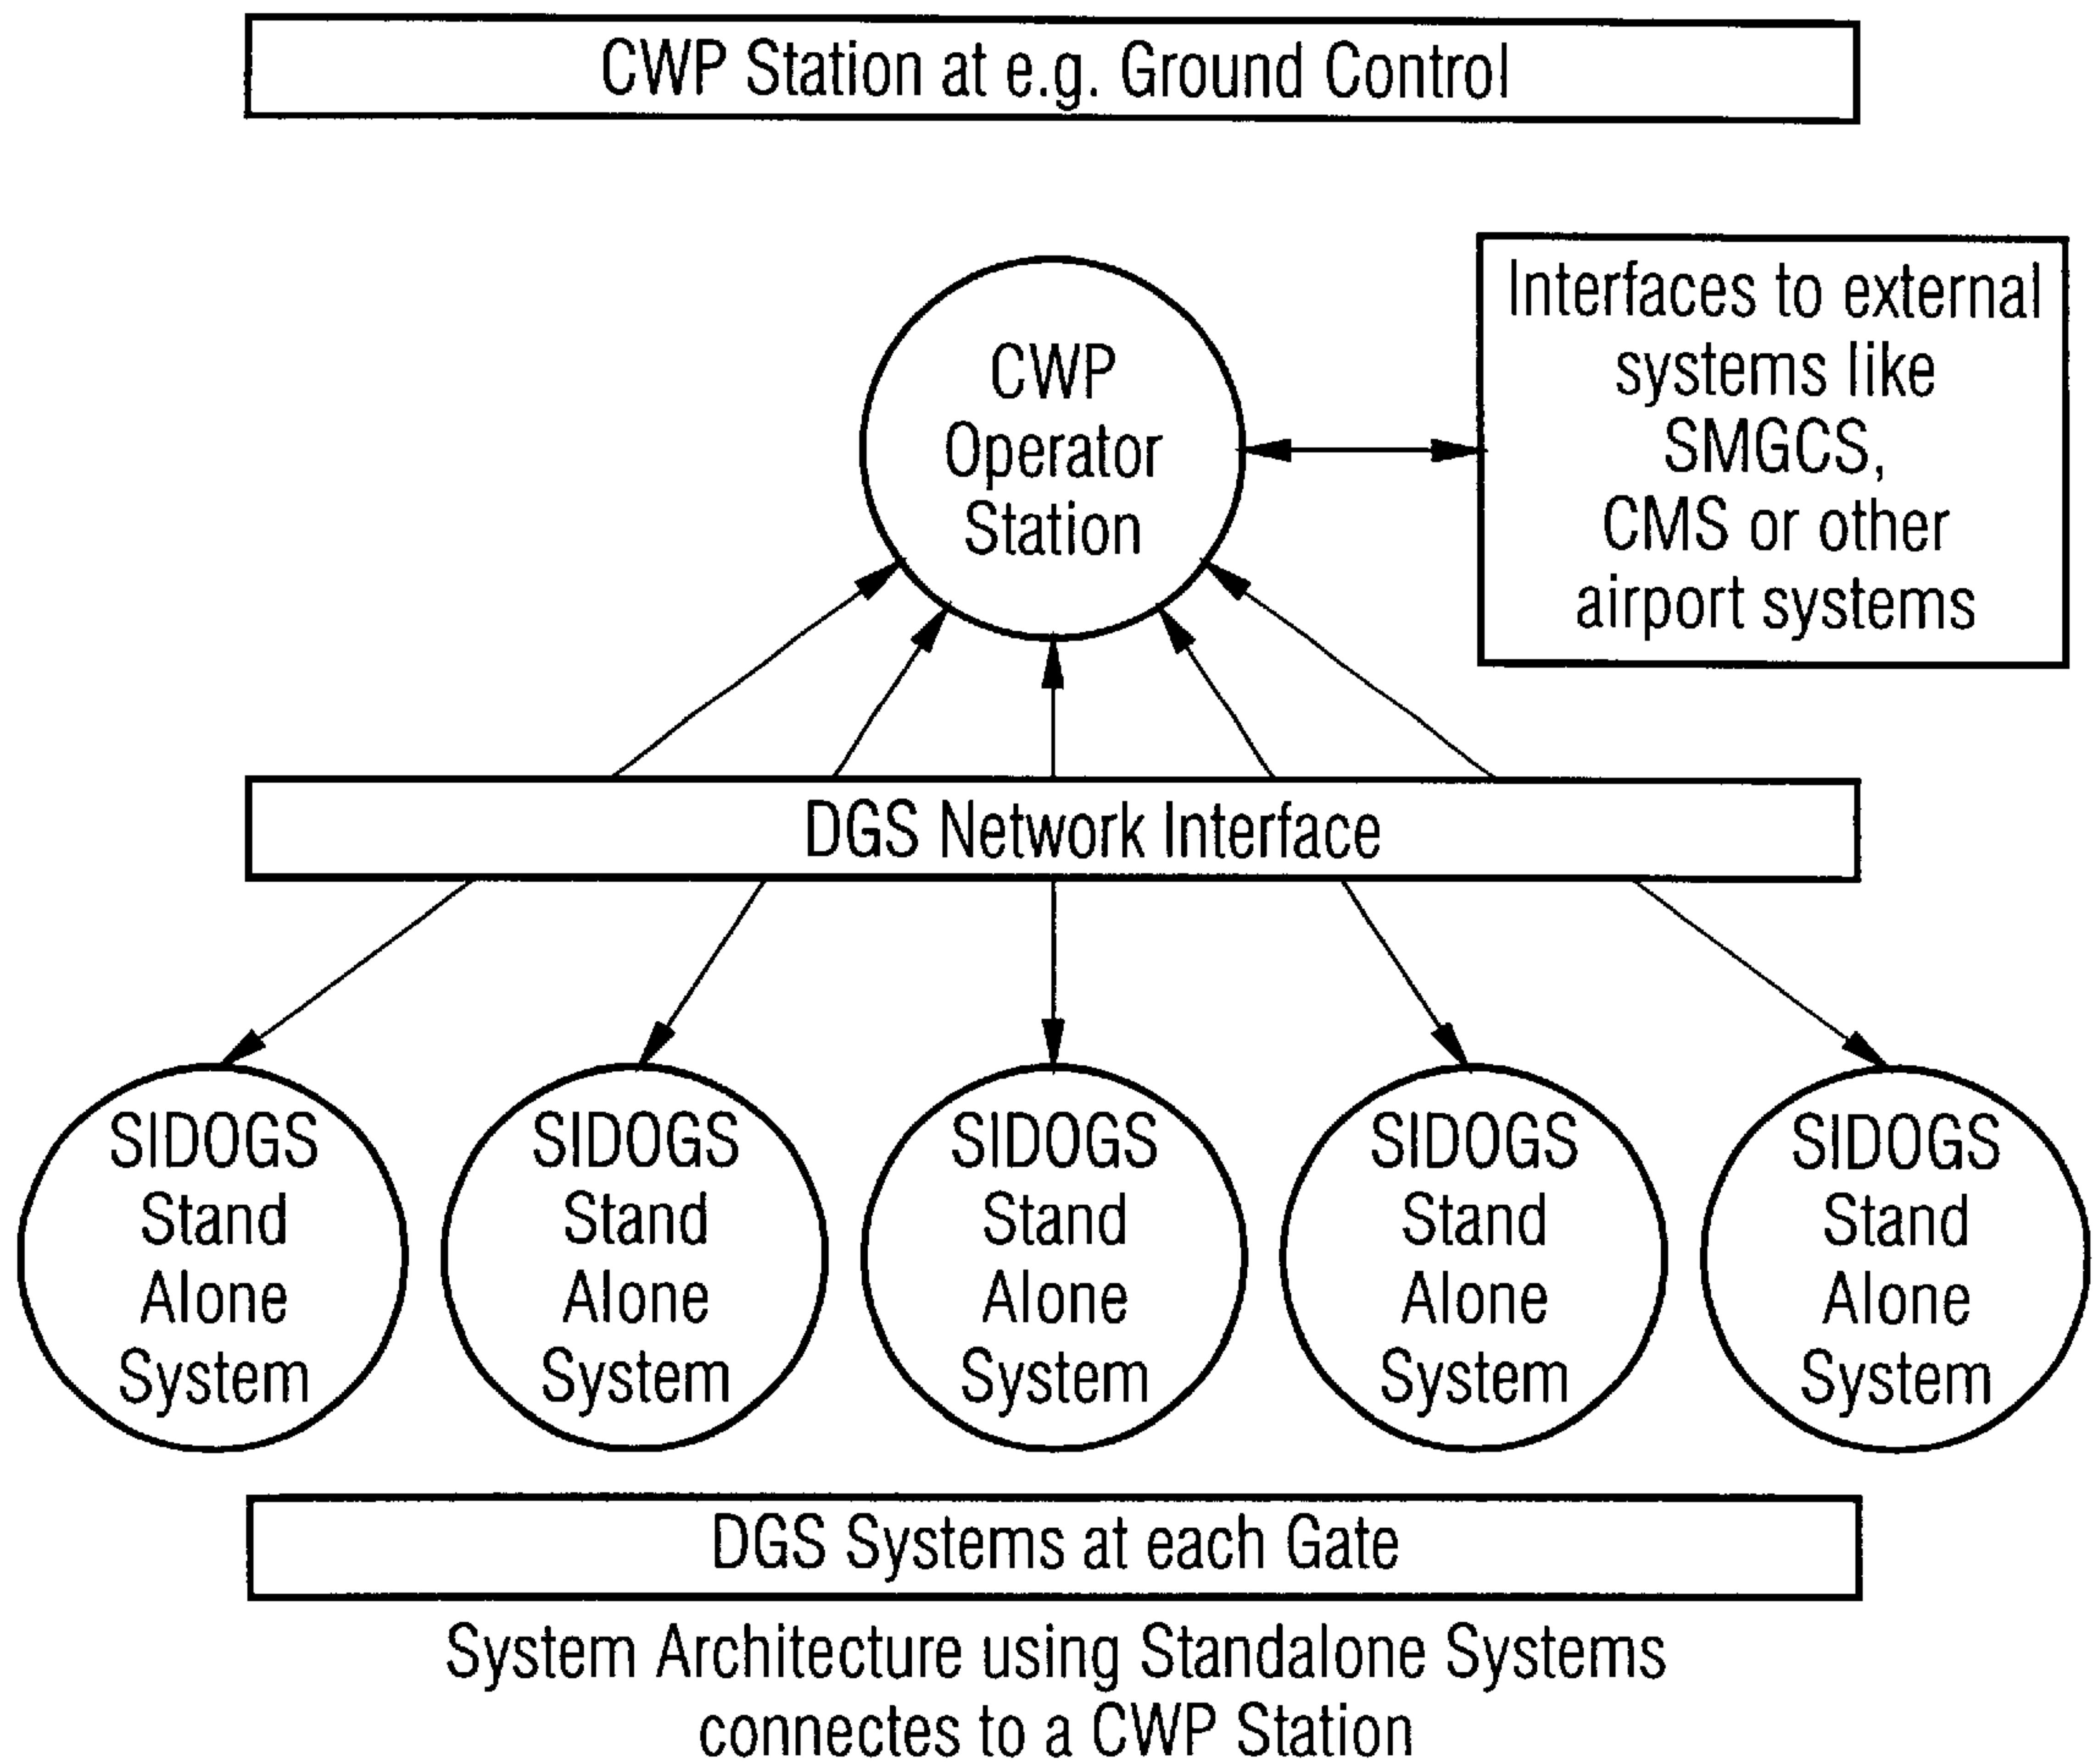 CWP Station at e.g. Ground Control
CWP
Operator
Station
Interfaces to external
systems like
SMGCS,
CMS or other
airport systems
DGS Network Interface
SIDOGS
Stand
Alone
System
SIDOGS
Stand
Alone
System
SIDOGS
Stand
Alone
System
SIDOGS
Stand
Alone
System
SIDOGS
Stand
Alone
System
DGS Systems at each Gate
System Architecture using Standalone Systems
connectes to a CWP Station